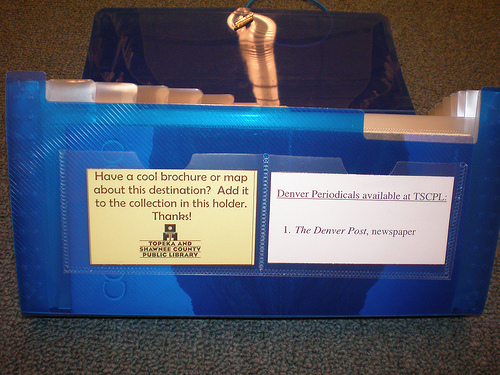 Have a cool brochure or map
about this destination? Add it
to the collection in this holder.
Thanks!
TOPEKA AND
SHAWNEE COUNTY
PUBLIC LIBRARY
Denver Periodicals available at TSCPL:
1. The Denver Post, newspaper